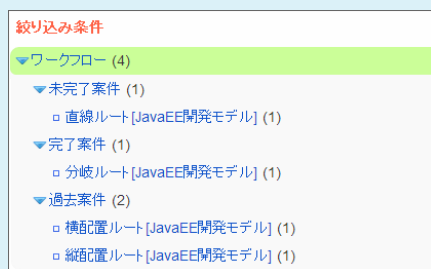 絞り込み条件
ワークフロー (4)
未完了案件 (1)
直線ルート[JavaEE開発モデル] (1)
完了案件 (1)
分岐ルート[JavaEE開発モデル] (1)
過去案件 (2)
横配置ルート[JavaEE開発モデル] (1)
縦配置ルート[JavaEE開発モデル] (1)